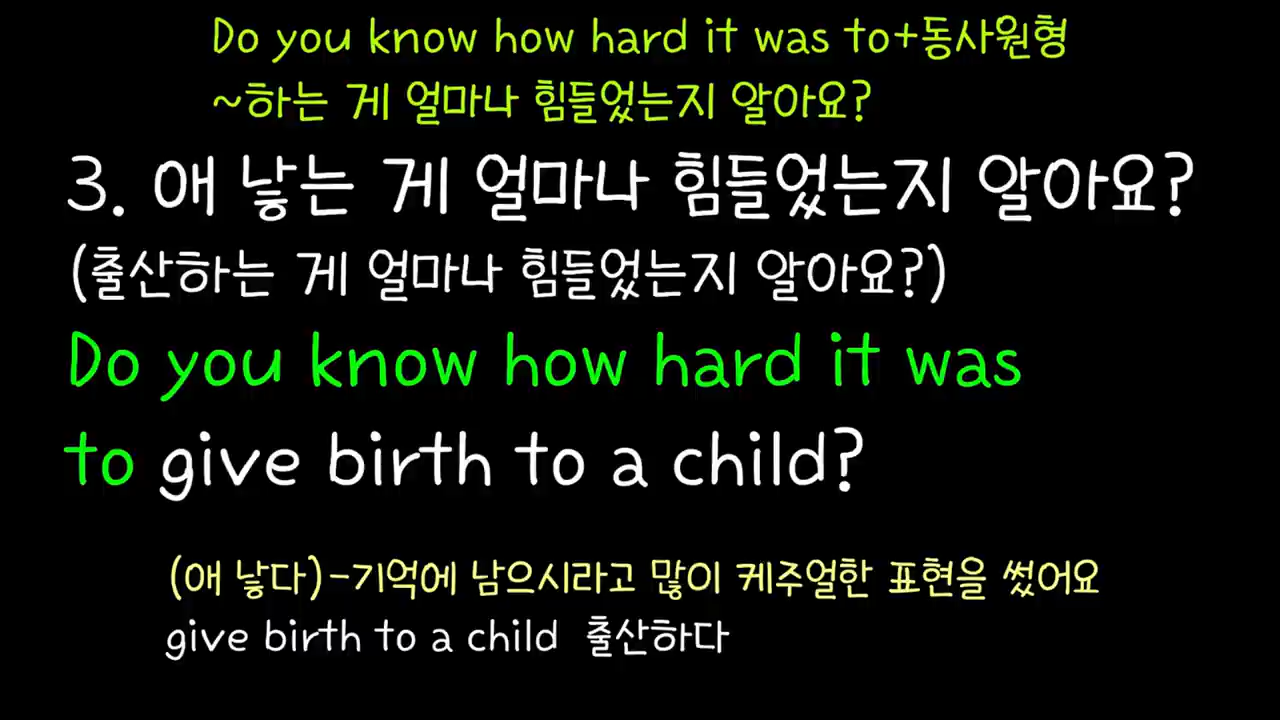 Do you know how hard it was to+동사원형
~하는 게 얼마나 힘들었는지 알아요?
3. 애 낳는 게 얼마나 힘들었는지 알아요?
(출산하는 게 얼마나 힘들었는지 알아요?)
Do you know how hard it was
to give birth to a child?
(애 낳다)-기억에 남으시라고 많이 케주얼한 표현을 썼어요
give birth to a child 출산하다